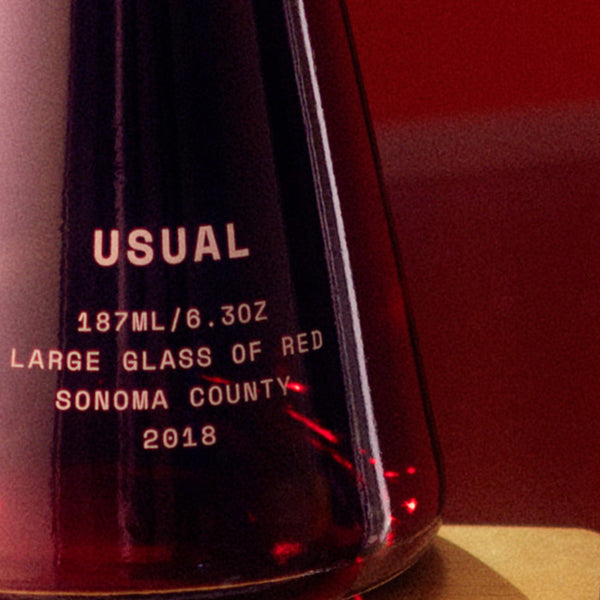 USUAL
187ML/6.3OZ
LARGE GLASS OF RED
SONOMA COUNTY
2018